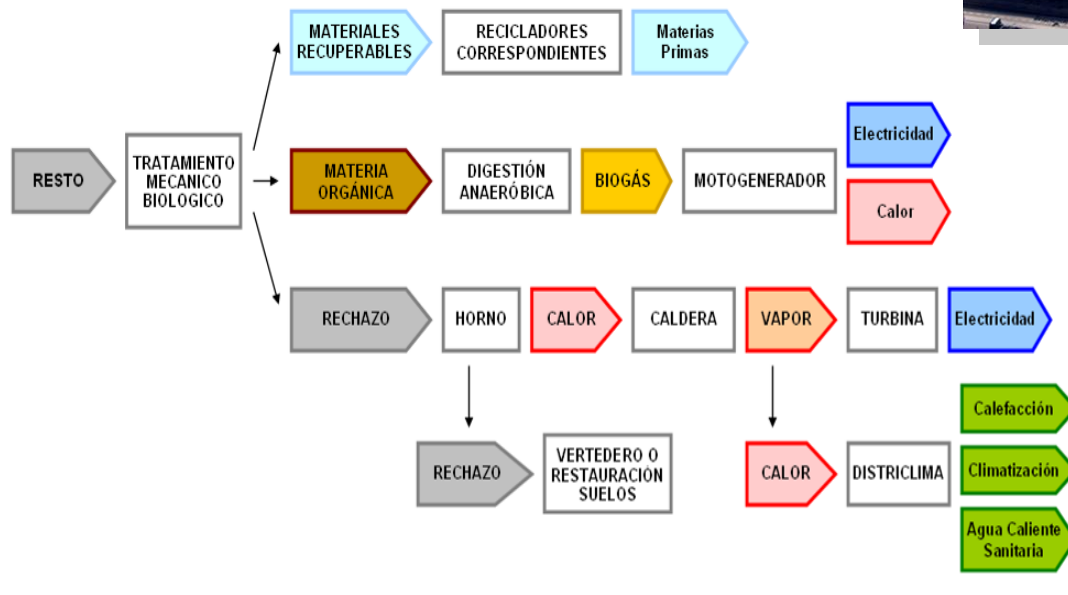 MATERIALES
RECUPERABLES
RECICLADORES
CORRESPONDIENTES
Materias
Primas
RESTO
TRATAMIENTO
MECANICO
BIOLOGICO
MATERIA
ORGÁNICA
DIGESTIÓN
ANAERÓBICA
BIOGÁS
MOTOGENERADOR
Electricidad
Calor
RECHAZO
HORNO
CALOR
CALDERA
VAPOR
TURBINA
Electricidad
RECHAZO
VERTEDERO O
RESTAURACIÓN
SUELOS
CALOR
DISTRICLIMA
Calefacción
Climatización
Agua Caliente
Sanitaria